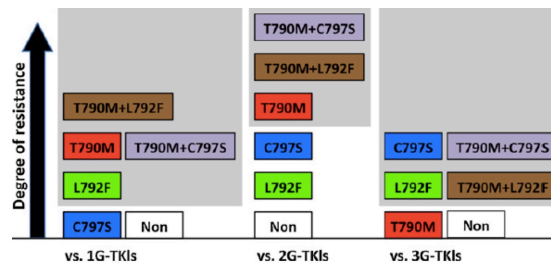 Degree of resistance
T790M+C797S
T790M+L792F
T790M+L792F T790M
T790M T790M+C797S C797S C797S T790M+C797S
L792F L792F L792F T790M+L792F
C797S Non Non T790M Non
vs. 1G-TKIs vs. 2G-TKIs vs. 3G-TKIs